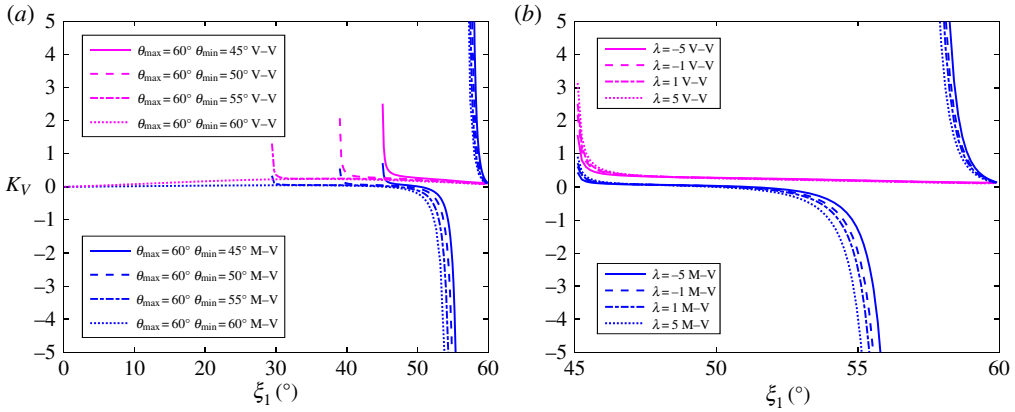 (a)
5
4
3
2
1
0
−1
−2
−3
−4
−5
K_V
θmax = 60° θmin = 45° V–V
θmax = 60° θmin = 50° V–V
θmax = 60° θmin = 55° V–V
θmax = 60° θmin = 60° V–V
θmax = 60° θmin = 45° M–V
θmax = 60° θmin = 50° M–V
θmax = 60° θmin = 55° M–V
θmax = 60° θmin = 60° M–V
0 10 20 30 40 50 60
ξ1 (°)
(b)
5
4
3
2
1
0
−1
−2
−3
−4
−5
λ = −5 V–V
λ = −1 V–V
λ = 1 V–V
λ = 5 V–V
λ = −5 M–V
λ = −1 M–V
λ = 1 M–V
λ = 5 M–V
45 50 55 60
ξ1 (°)